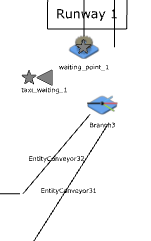 Runway 1
waiting_point_1
taxi_waiting_1
Branch3
EntityConveyor32
EntityConveyor31